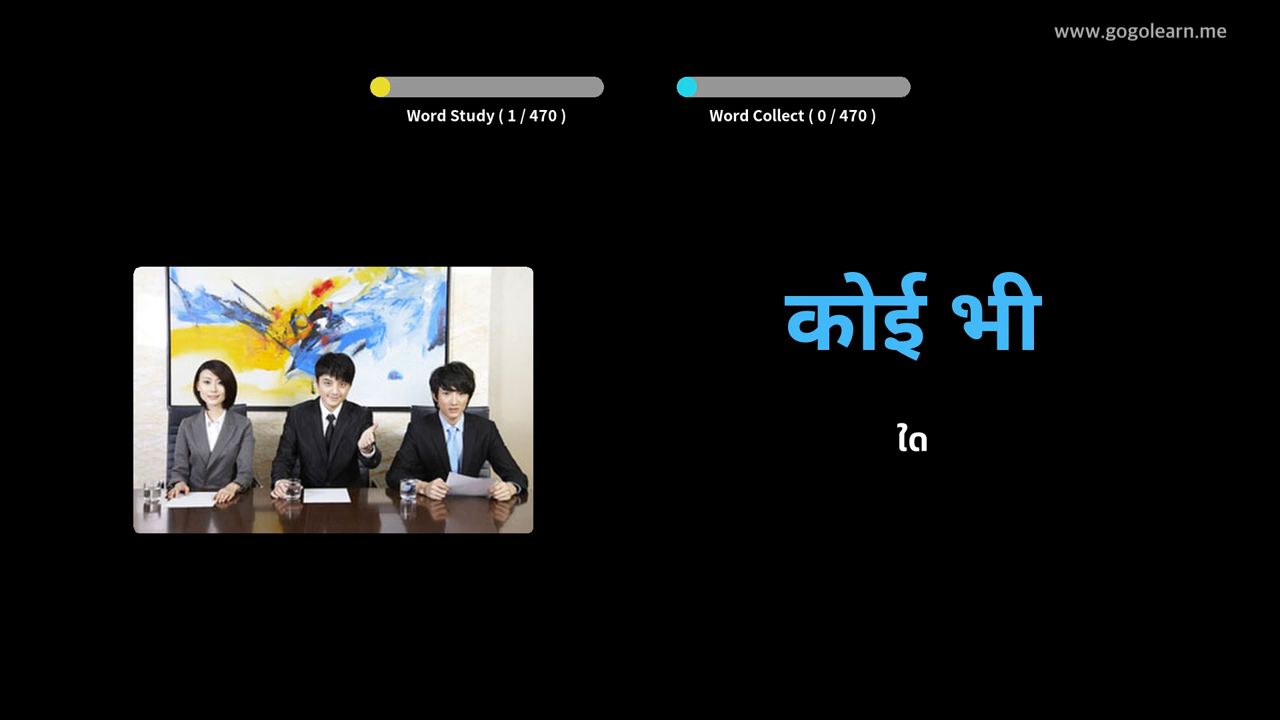 www.gogolearn.me
Word Study ( 1 / 470 )
Word Collect ( 0 / 470 )
कोई भी
ใด